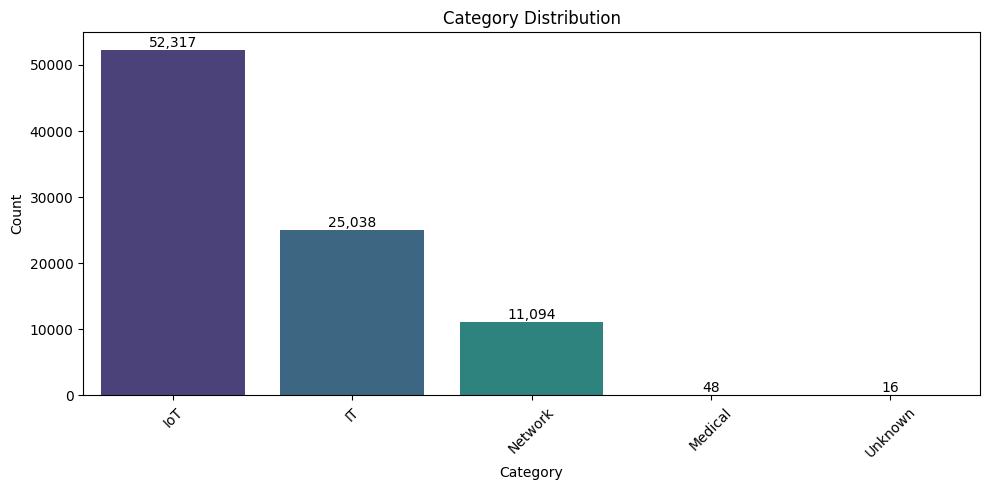 Category Distribution
52,317
25,038
11,094
48
16
50000
40000
30000
20000
10000
0
Count
IoT
IT
Network
Medical
Unknown
Category